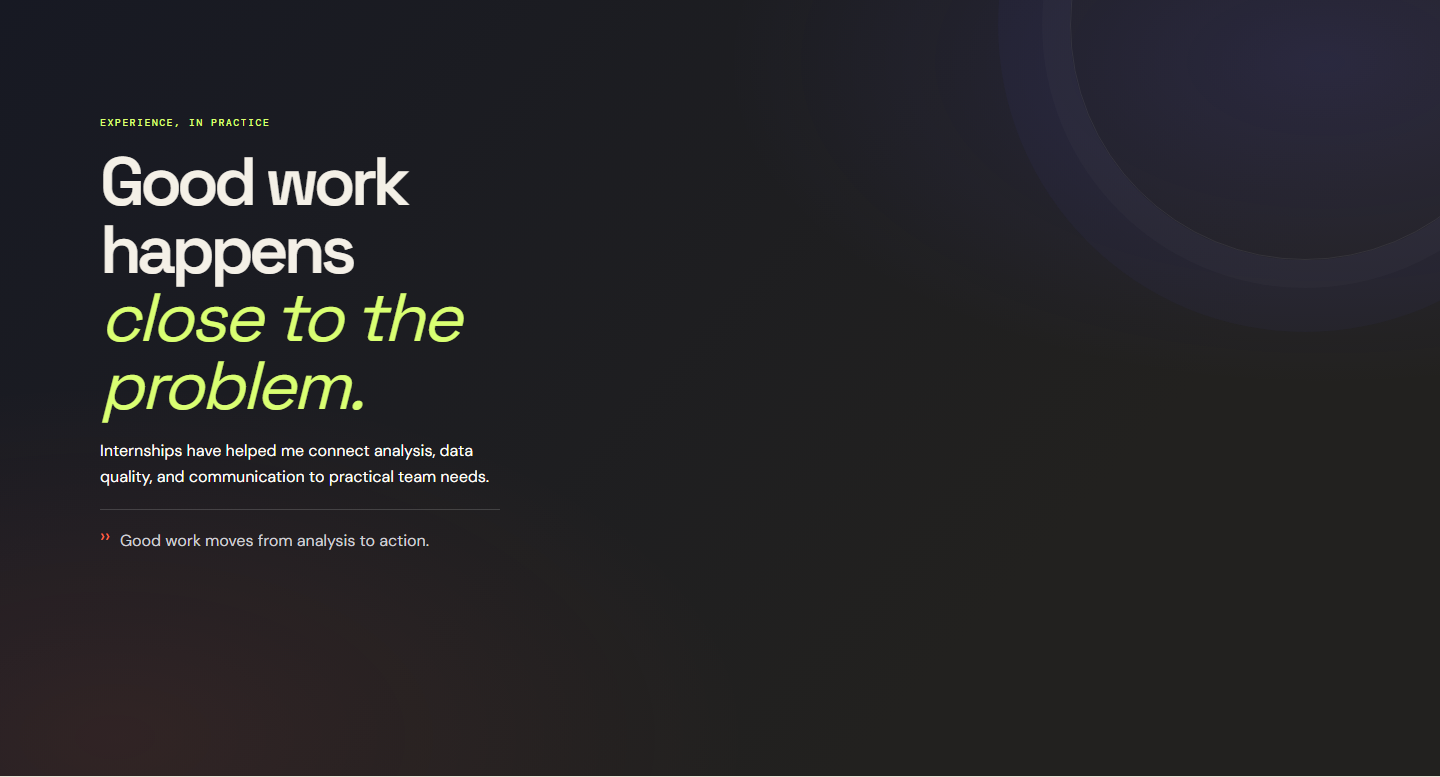 EXPERIENCE, IN PRACTICE
Good work
happens
close to the
problem.
Internships have helped me connect analysis, data
quality, and communication to practical team needs.
›› Good work moves from analysis to action.